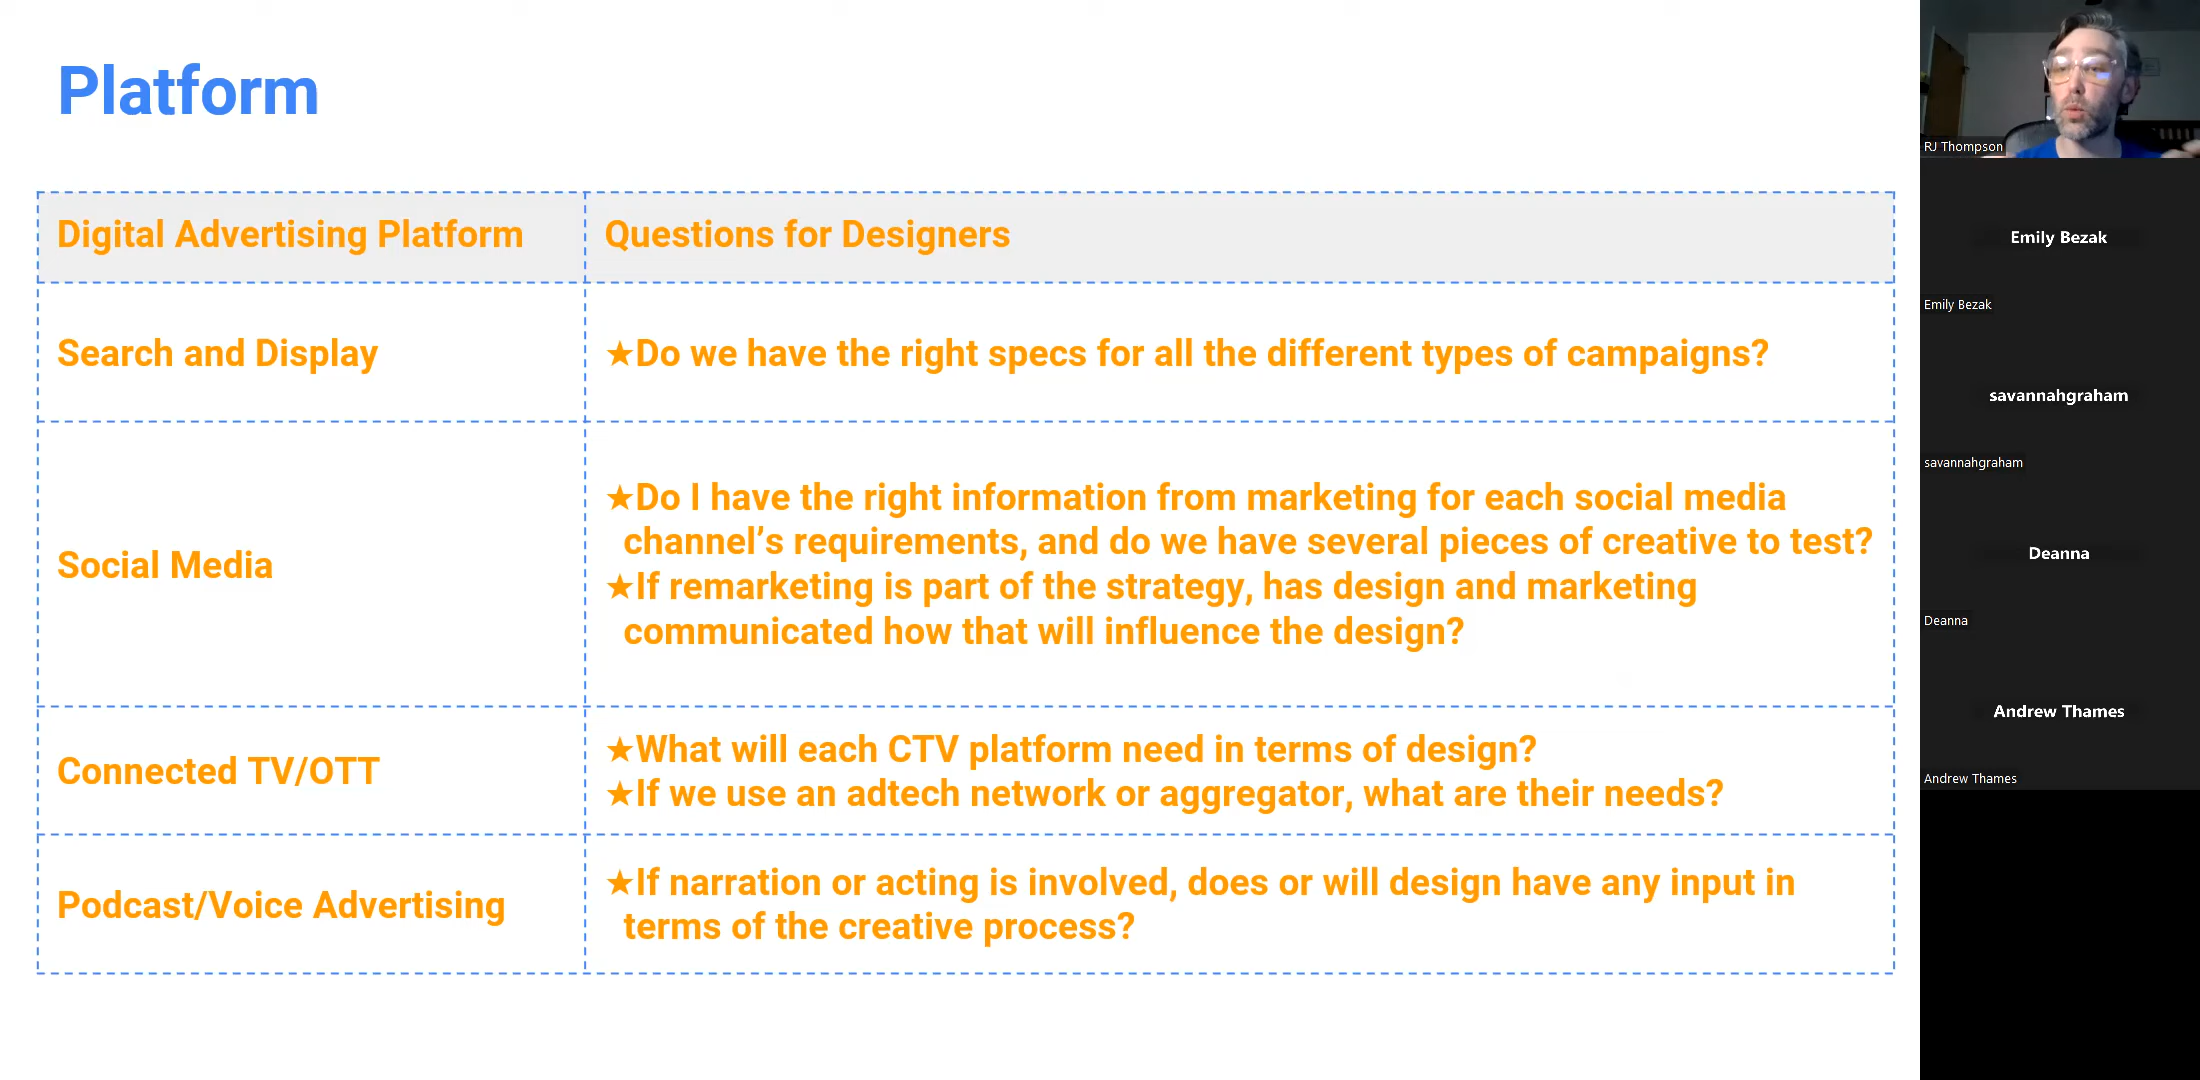 Platform
Digital Advertising Platform
Questions for Designers
Search and Display
★Do we have the right specs for all the different types of campaigns?
Social Media
★Do I have the right information from marketing for each social media
channel’s requirements, and do we have several pieces of creative to test?
★If remarketing is part of the strategy, has design and marketing
communicated how that will influence the design?
Connected TV/OTT
★What will each CTV platform need in terms of design?
★If we use an adtech network or aggregator, what are their needs?
Podcast/Voice Advertising
★If narration or acting is involved, does or will design have any input in
terms of the creative process?
RJ Thompson
Emily Bezak
Emily Bezak
savannahgraham
savannahgraham
Deanna
Deanna
Andrew Thames
Andrew Thames